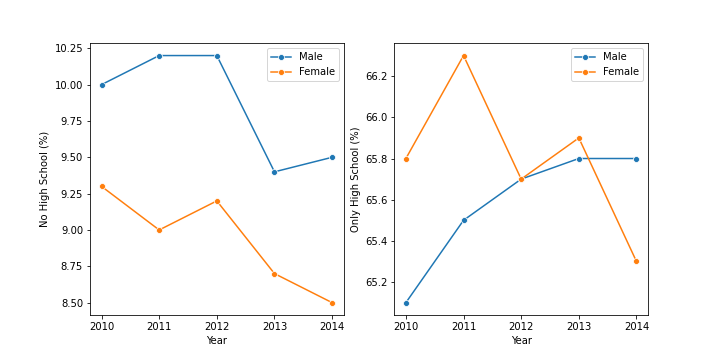 No High School (%)
10.25
10.00
9.75
9.50
9.25
9.00
8.75
8.50
2010 2011 2012 2013 2014
Year
Male
Female
Only High School (%)
66.2
66.0
65.8
65.6
65.4
65.2
2010 2011 2012 2013 2014
Year
Male
Female